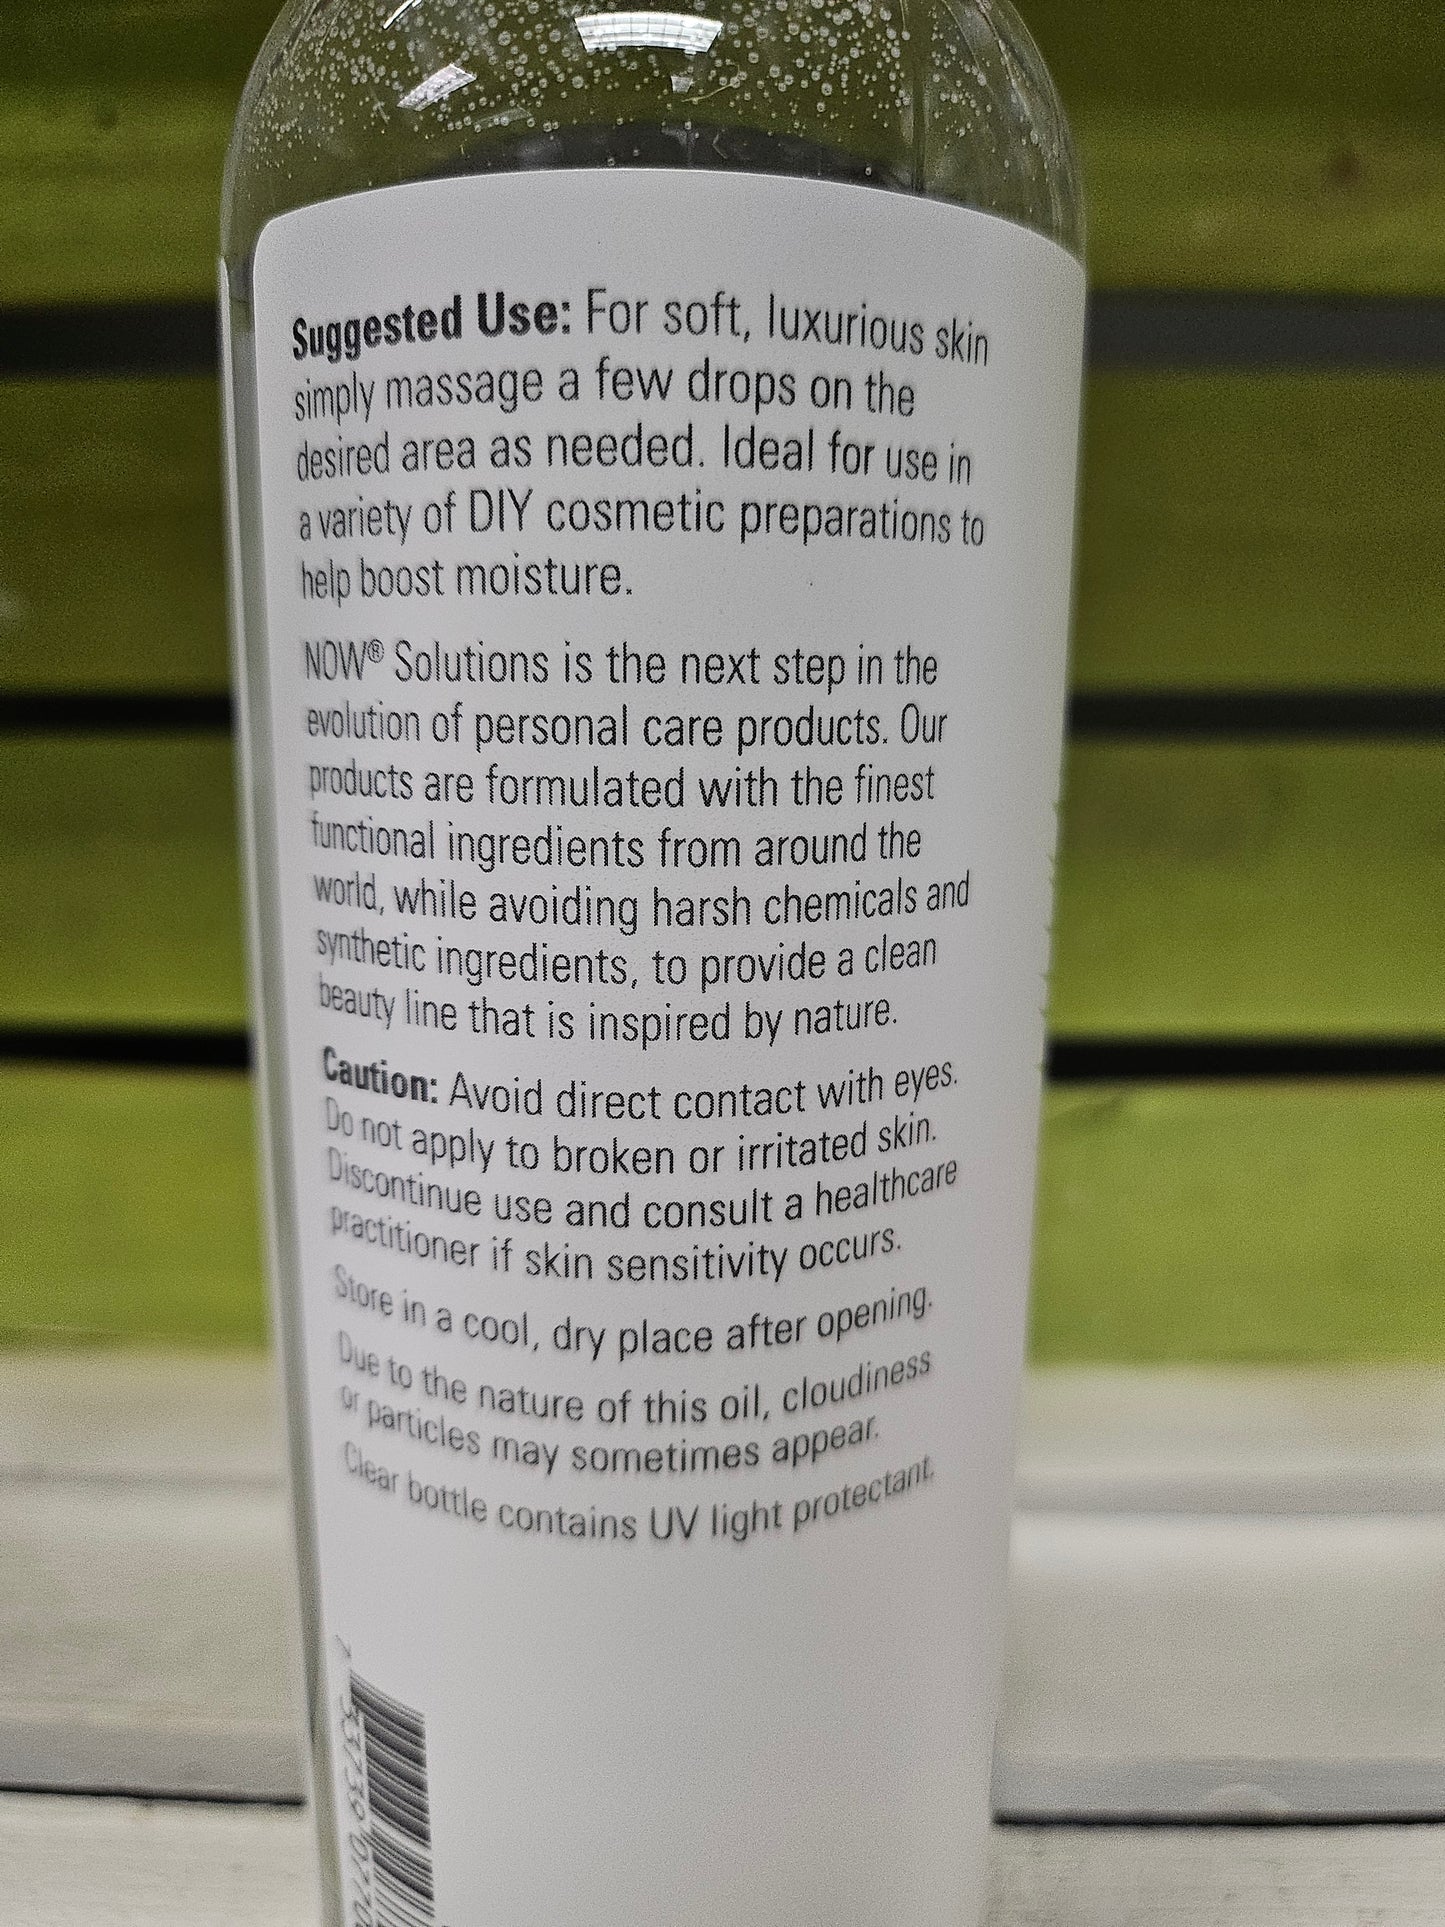 Suggested Use: For soft, luxurious skin
simply massage a few drops on the
desired area as needed. Ideal for use in
a variety of DIY cosmetic preparations to
help boost moisture.
NOW® Solutions is the next step in the
evolution of personal care products. Our
products are formulated with the finest
functional ingredients from around the
world, while avoiding harsh chemicals and
synthetic ingredients, to provide a clean
beauty line that is inspired by nature.
Caution: Avoid direct contact with eyes.
Do not apply to broken or irritated skin.
Discontinue use and consult a healthcare
practitioner if skin sensitivity occurs.
Store in a cool, dry place after opening.
Due to the nature of this oil, cloudiness
or particles may sometimes appear.
Clear bottle contains UV light protectant.
7 33739